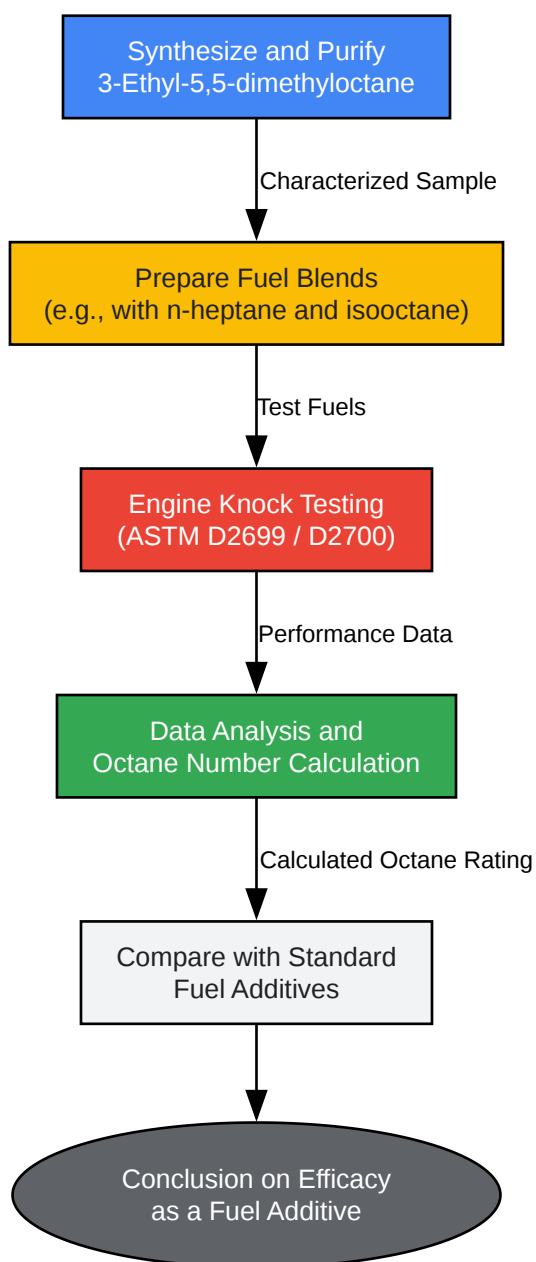 Synthesize and Purify
3-Ethyl-5,5-dimethyloctane
Characterized Sample
Prepare Fuel Blends
(e.g., with n-heptane and isooctane)
Test Fuels
Engine Knock Testing
(ASTM D2699 / D2700)
Performance Data
Data Analysis and
Octane Number Calculation
Calculated Octane Rating
Compare with Standard
Fuel Additives
Conclusion on Efficacy
as a Fuel Additive